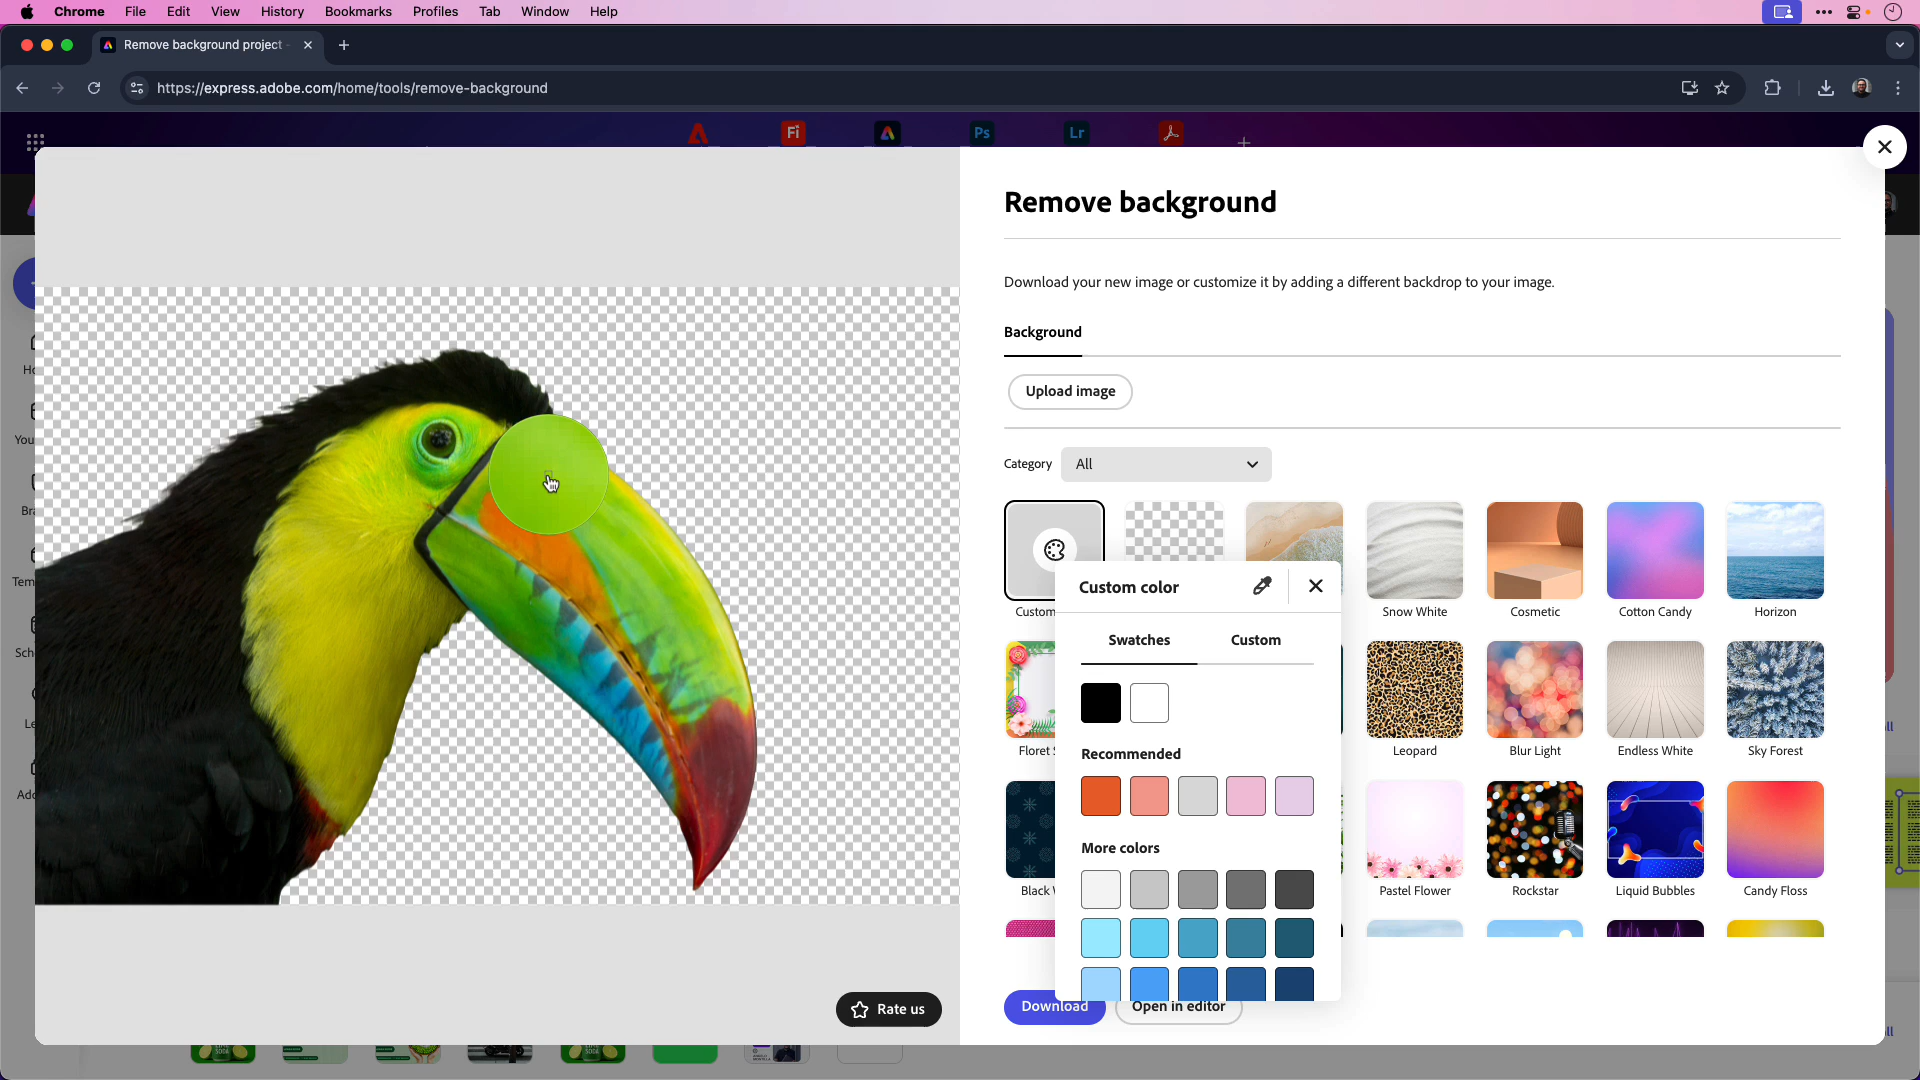 Chrome File Edit View History Bookmarks Profiles Tab Window Help
Remove background project
https://express.adobe.com/home/tools/remove-background
Fi Ps Lr
Remove background
Download your new image or customize it by adding a different backdrop to your image.
Background
Upload image
Category All
Custom
Snow White
Cosmetic
Cotton Candy
Horizon
Custom color
Swatches Custom
Recommended
More colors
Floret
Leopard
Blur Light
Endless White
Sky Forest
Black
Pastel Flower
Rockstar
Liquid Bubbles
Candy Floss
Download
Open in editor
Rate us